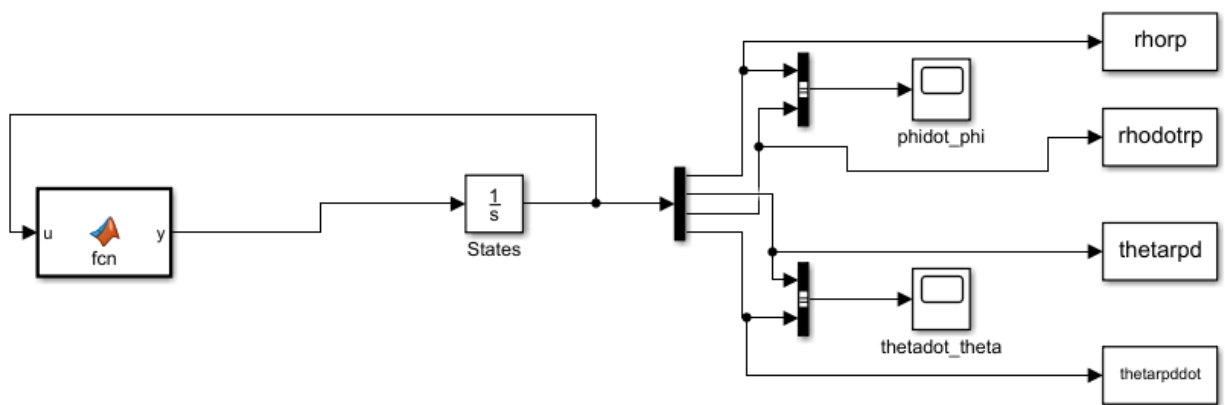 rhorp
phidot_phi
rhodotrp
u
y
fcn
1
s
States
thetarpd
thetadot_theta
thetarpddot